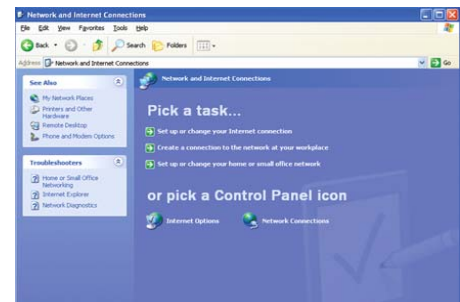 Network and Internet Connections
File Edit View Favorites Tools Help
Back Search Folders
Address Network and Internet Connections Go
See Also
My Network Places
Printers and Other
Hardware
Remote Desktop
Phone and Modem Options
Troubleshooters
Home or Small Office
Networking
Internet Explorer
Network Diagnostics
Network and Internet Connections
Pick a task...
Set up or change your Internet connection
Create a connection to the network at your workplace
Set up or change your home or small office network
or pick a Control Panel icon
Internet Options Network Connections